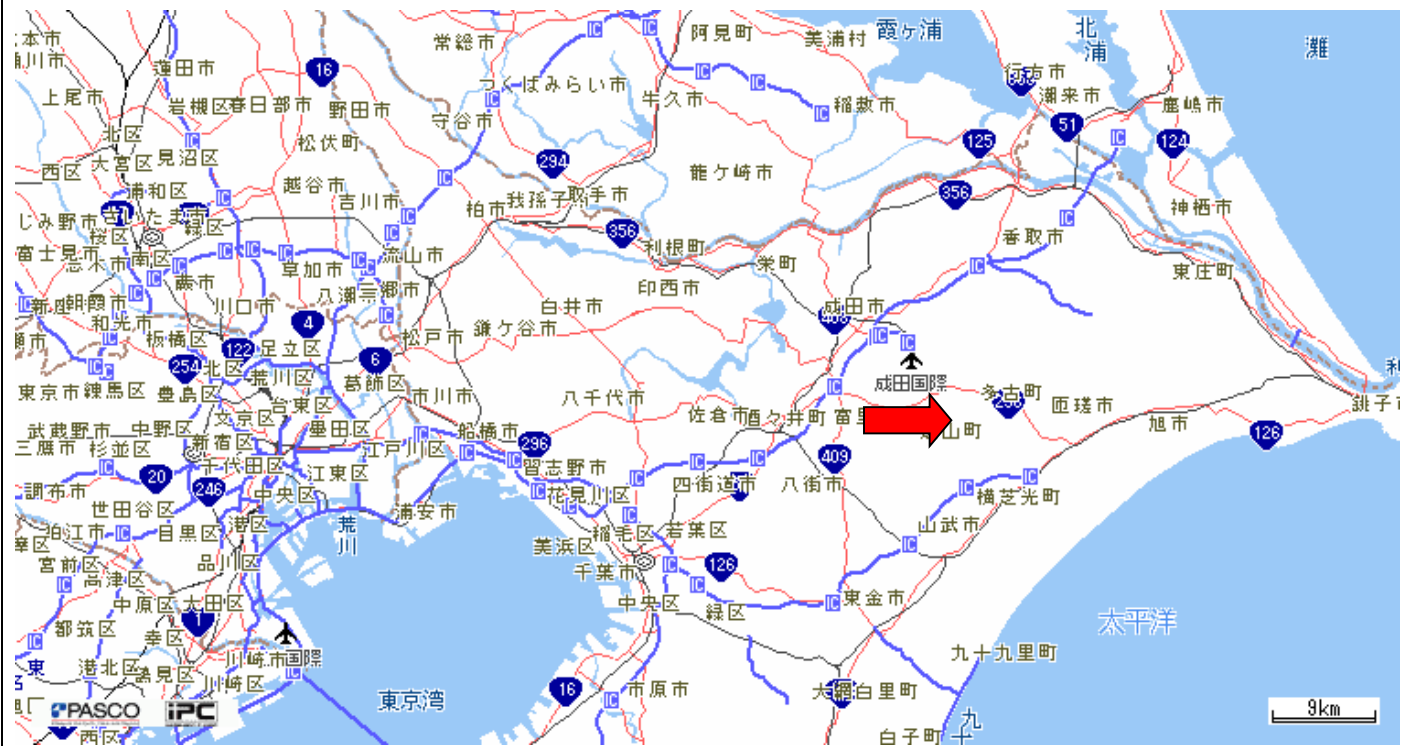 常総市
阿見町
美浦村
霞ヶ浦
北
浦
灘
蓮田市
16
つくばみらい市
IC
行方市
上尾市
岩槻区
春日部市
野田市
守谷市
牛久市
稲敷市
潮来市
鹿嶋市
51
北区
松伏町
125
124
西区
大宮区
見沼区
294
龍ケ崎市
浦和区
越谷市
吉川市
柏市
取手市
356
神栖市
じみ野市
緑区
356
香取市
桜区
富士見市
南区
草加市
流山市
利根町
栄町
東庄町
蕨市
印西市
朝霞市
川口市
白井市
成田市
和光市
4
鎌ケ谷市
松戸市
板橋区
122
足立区
6
254
北区
荒川区
葛飾区
成田国際
東京市
練馬区
豊島区
市川市
八千代市
多古町
匝瑳市
銚子
文京区
台東区
佐倉市
旭市
武蔵野市
中野区
墨田区
船橋市
296
126
三鷹市
杉並区
新宿区
江戸川区
409
千代田区
江東区
習志野市
四街道市
八街市
横芝光町
20
246
中央区
花見川区
調布市
世田谷区
浦安市
山武市
狛江市
目黒区
港区
荒
川
稲毛区
若葉区
美浜区
品川区
千葉市
126
宮前区
高津区
中央区
緑区
東金市
中原区
大田区
太平洋
1
都筑区
幸区
九十九里町
東
港北区
鶴見区
川崎市
国際
川崎区
東京湾
16
市原市
大網白里町
9km
PASCO
iPC
西区
白子町
九
十